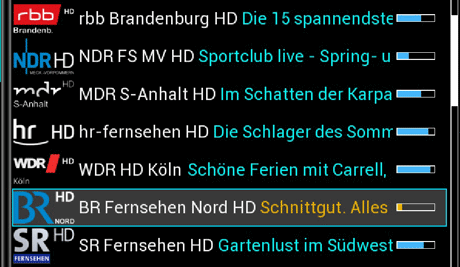 rbb HD Brandenb. rbb Brandenburg HD Die 15 spannendste
NDR HD MECK-VORPOMMERN NDR FS MV HD Sportclub live - Spring- u
mdr HD S-Anhalt MDR S-Anhalt HD Im Schatten der Karpa
hr HD hr-fernsehen HD Die Schlager des Somm
WDR HD Köln WDR HD Köln Schöne Ferien mit Carrell,
BR HD NORD BR Fernsehen Nord HD Schnittgut. Alles
SR HD FERNSEHEN SR Fernsehen HD Gartenlust im Südwest